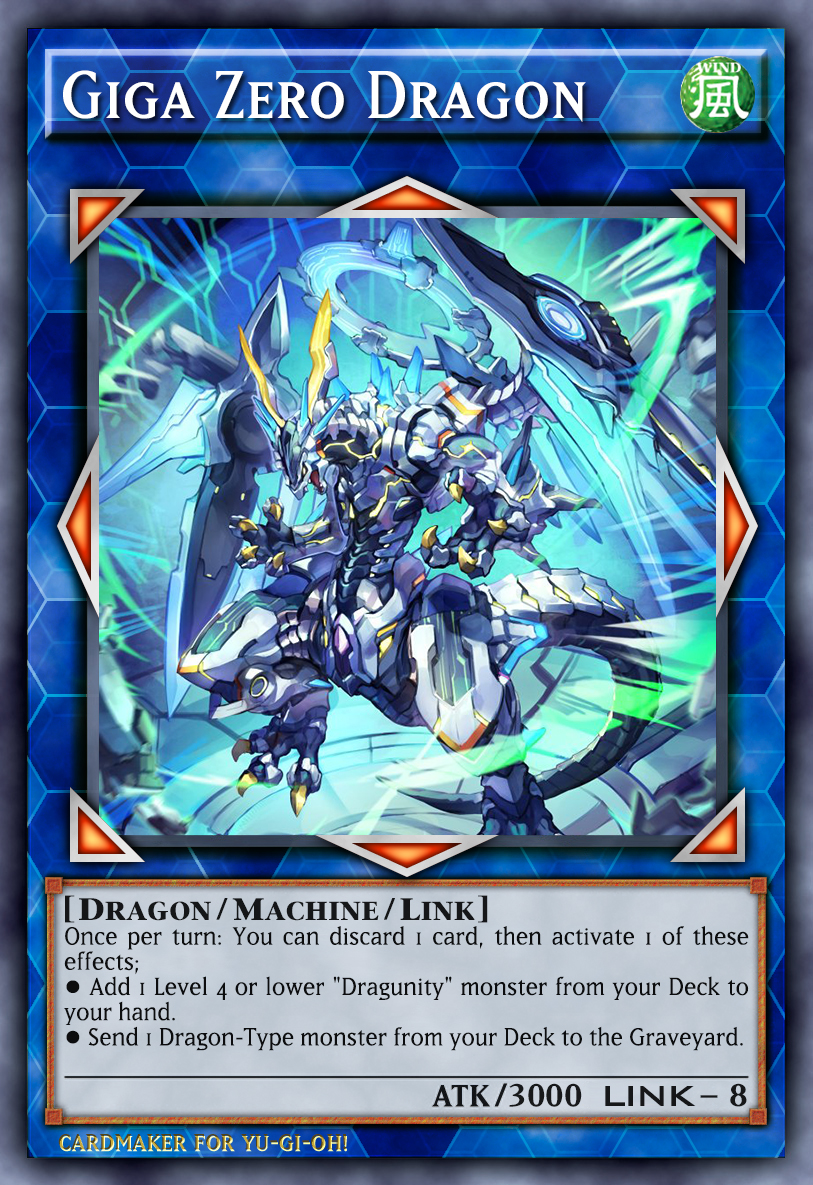 Giga Zero Dragon
WIND
風
[Dragon/Machine/Link]
Once per turn: You can discard 1 card, then activate 1 of these
effects;
● Add 1 Level 4 or lower "Dragunity" monster from your Deck to
your hand.
● Send 1 Dragon-Type monster from your Deck to the Graveyard.
ATK/3000 LINK-8
CARDMAKER FOR YU-GI-OH!